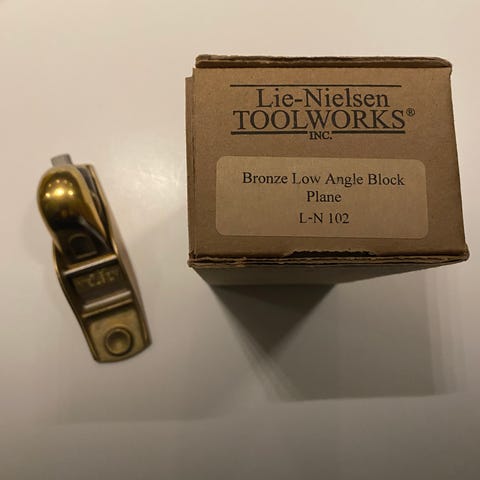 Lie-Nielsen
TOOLWORKS®
INC.
Bronze Low Angle Block
Plane
L-N 102